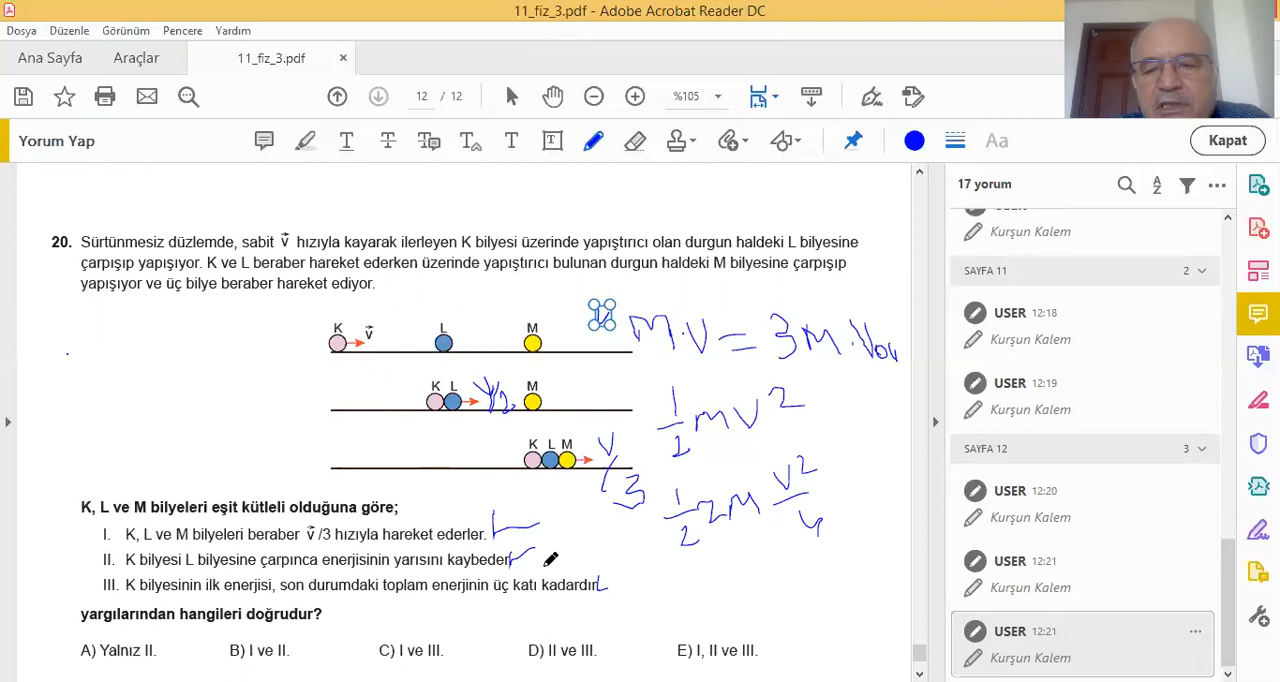 11_fiz_3.pdf - Adobe Acrobat Reader DC
Dosya Düzenle Görünüm Pencere Yardım
Ana Sayfa Araçlar 11_fiz_3.pdf ×
12 / 12 %105
Yorum Yap Aa Kapat
20. Sürtünmesiz düzlemde, sabit v hızıyla kayarak ilerleyen K bilyesi üzerinde yapıştırıcı olan durgun haldeki L bilyesine
çarpışıp yapışıyor. K ve L beraber hareket ederken üzerinde yapıştırıcı bulunan durgun haldeki M bilyesine çarpışıp
yapışıyor ve üç bilye beraber hareket ediyor.
K v L M
M.V = 3M.Vor
K L V/2 M
1/2 mV²
K L M V/3
1/2 2M V²/4
K, L ve M bilyeleri eşit kütleli olduğuna göre;
I. K, L ve M bilyeleri beraber v/3 hızıyla hareket ederler.
II. K bilyesi L bilyesine çarpınca enerjisinin yarısını kaybeder
III. K bilyesinin ilk enerjisi, son durumdaki toplam enerjinin üç katı kadardır
yargılarından hangileri doğrudur?
A) Yalnız II. B) I ve II. C) I ve III. D) II ve III. E) I, II ve III.
17 yorum
Kurşun Kalem
SAYFA 11 2
USER 12:18
Kurşun Kalem
USER 12:19
Kurşun Kalem
SAYFA 12 3
USER 12:20
Kurşun Kalem
USER 12:21
Kurşun Kalem
USER 12:21
Kurşun Kalem